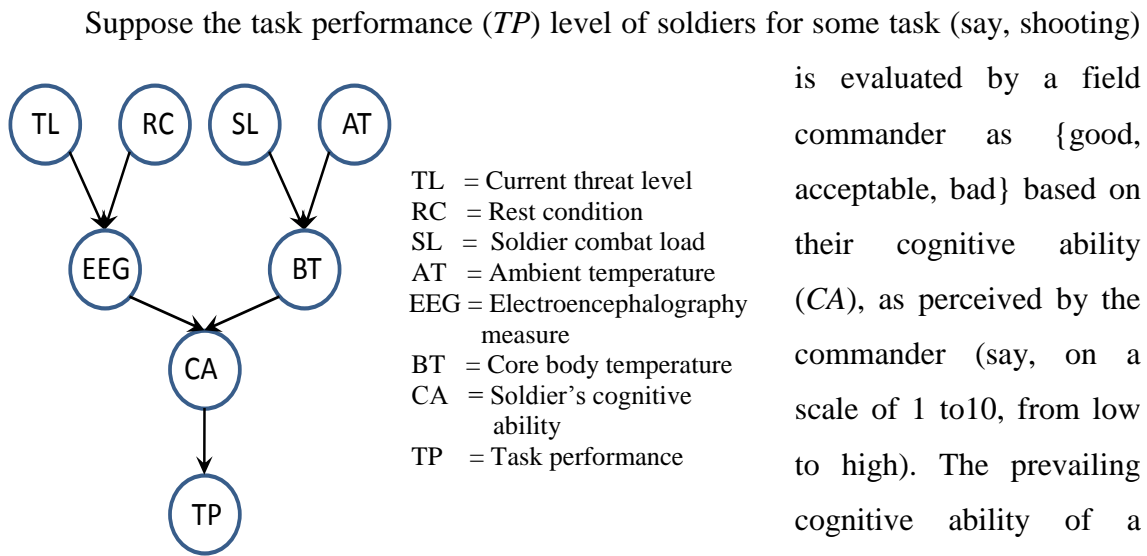 Suppose the task performance (TP) level of soldiers for some task (say, shooting)
is evaluated by a field
commander as {good,
acceptable, bad} based on
their cognitive ability
(CA), as perceived by the
commander (say, on a
scale of 1 to10, from low
to high). The prevailing
cognitive ability of a
TL RC SL AT
EEG BT
CA
TP
TL = Current threat level
RC = Rest condition
SL = Soldier combat load
AT = Ambient temperature
EEG = Electroencephalography
measure
BT = Core body temperature
CA = Soldier's cognitive
ability
TP = Task performance